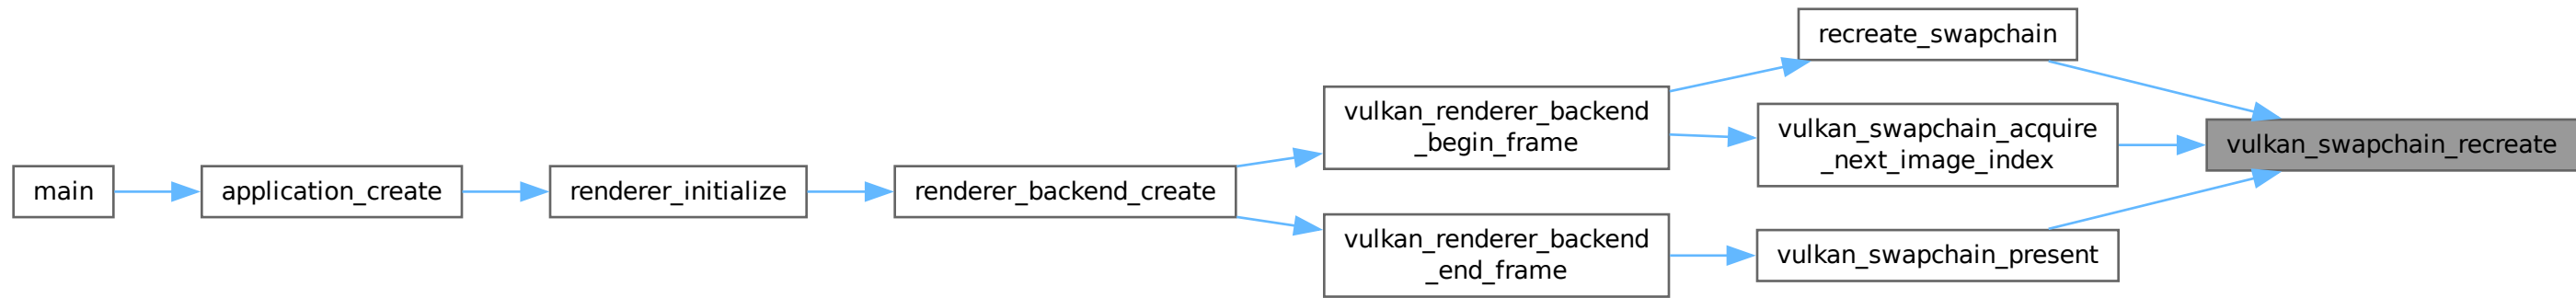 main
application_create
renderer_initialize
renderer_backend_create
vulkan_renderer_backend
_begin_frame
recreate_swapchain
vulkan_swapchain_acquire
_next_image_index
vulkan_swapchain_recreate
vulkan_renderer_backend
_end_frame
vulkan_swapchain_present